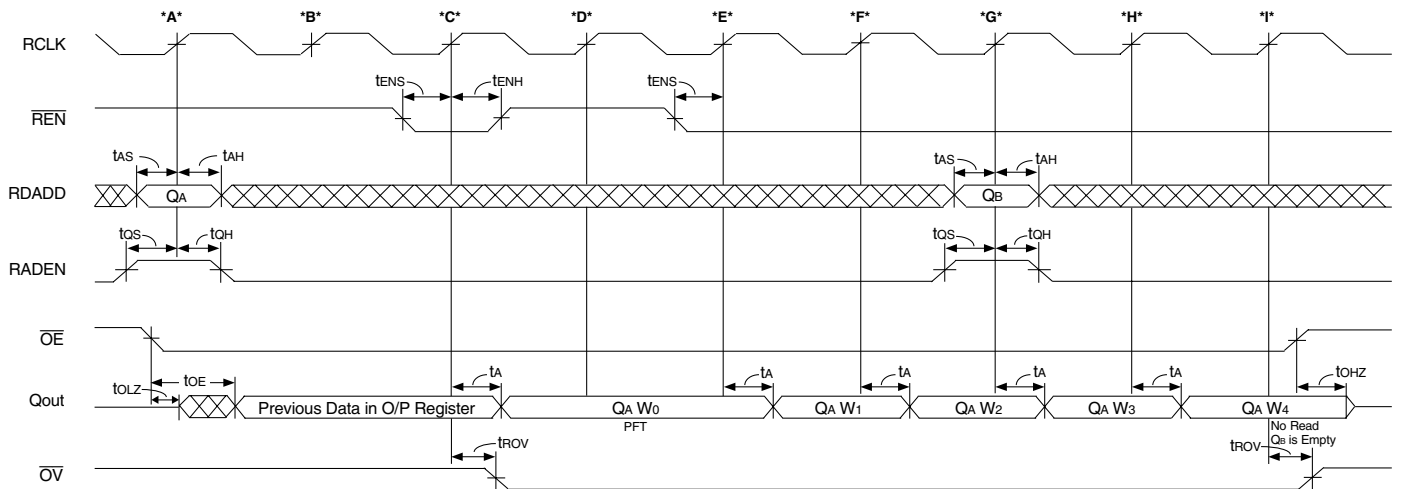 *A* *B* *C* *D* *E* *F* *G* *H* *I*
RCLK
tENS tENH tENS
REN
tAS tAH tAS tAH
RDADD QA QB
tQS tQH tQS tQH
RADEN
OE
tOLZ tOE tA tA tA tA tA tOHZ
Qout Previous Data in O/P Register QA W0 QA W1 QA W2 QA W3 QA W4
PFT No Read
QB is Empty
tROV tROV
OV